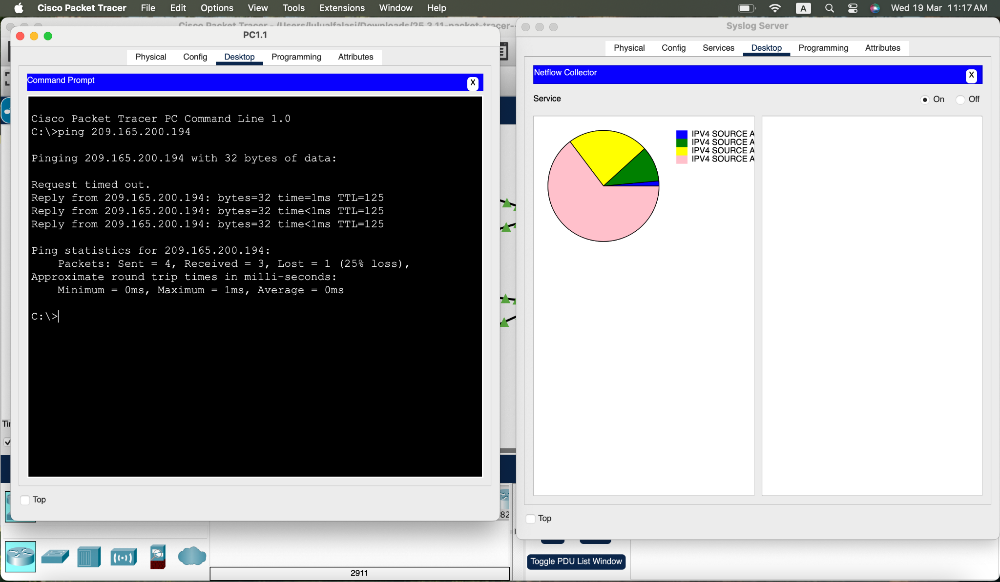 Cisco Packet Tracer File Edit Options View Tools Extensions Window Help A Wed 19 Mar 11:17 AM
Cisco Packet Tracer - /Users/lulualfalasi/Downloads/25.3.11-packet-tracer-
PC1.1
Physical Config Desktop Programming Attributes
Command Prompt X
Cisco Packet Tracer PC Command Line 1.0
C:\>ping 209.165.200.194
Pinging 209.165.200.194 with 32 bytes of data:
Request timed out.
Reply from 209.165.200.194: bytes=32 time=1ms TTL=125
Reply from 209.165.200.194: bytes=32 time<1ms TTL=125
Reply from 209.165.200.194: bytes=32 time<1ms TTL=125
Ping statistics for 209.165.200.194:
Packets: Sent = 4, Received = 3, Lost = 1 (25% loss),
Approximate round trip times in milli-seconds:
Minimum = 0ms, Maximum = 1ms, Average = 0ms
C:\>
Top
Syslog Server
Physical Config Services Desktop Programming Attributes
Netflow Collector X
Service On Off
IPV4 SOURCE A
IPV4 SOURCE A
IPV4 SOURCE A
IPV4 SOURCE A
Top
Toggle PDU List Window
2911